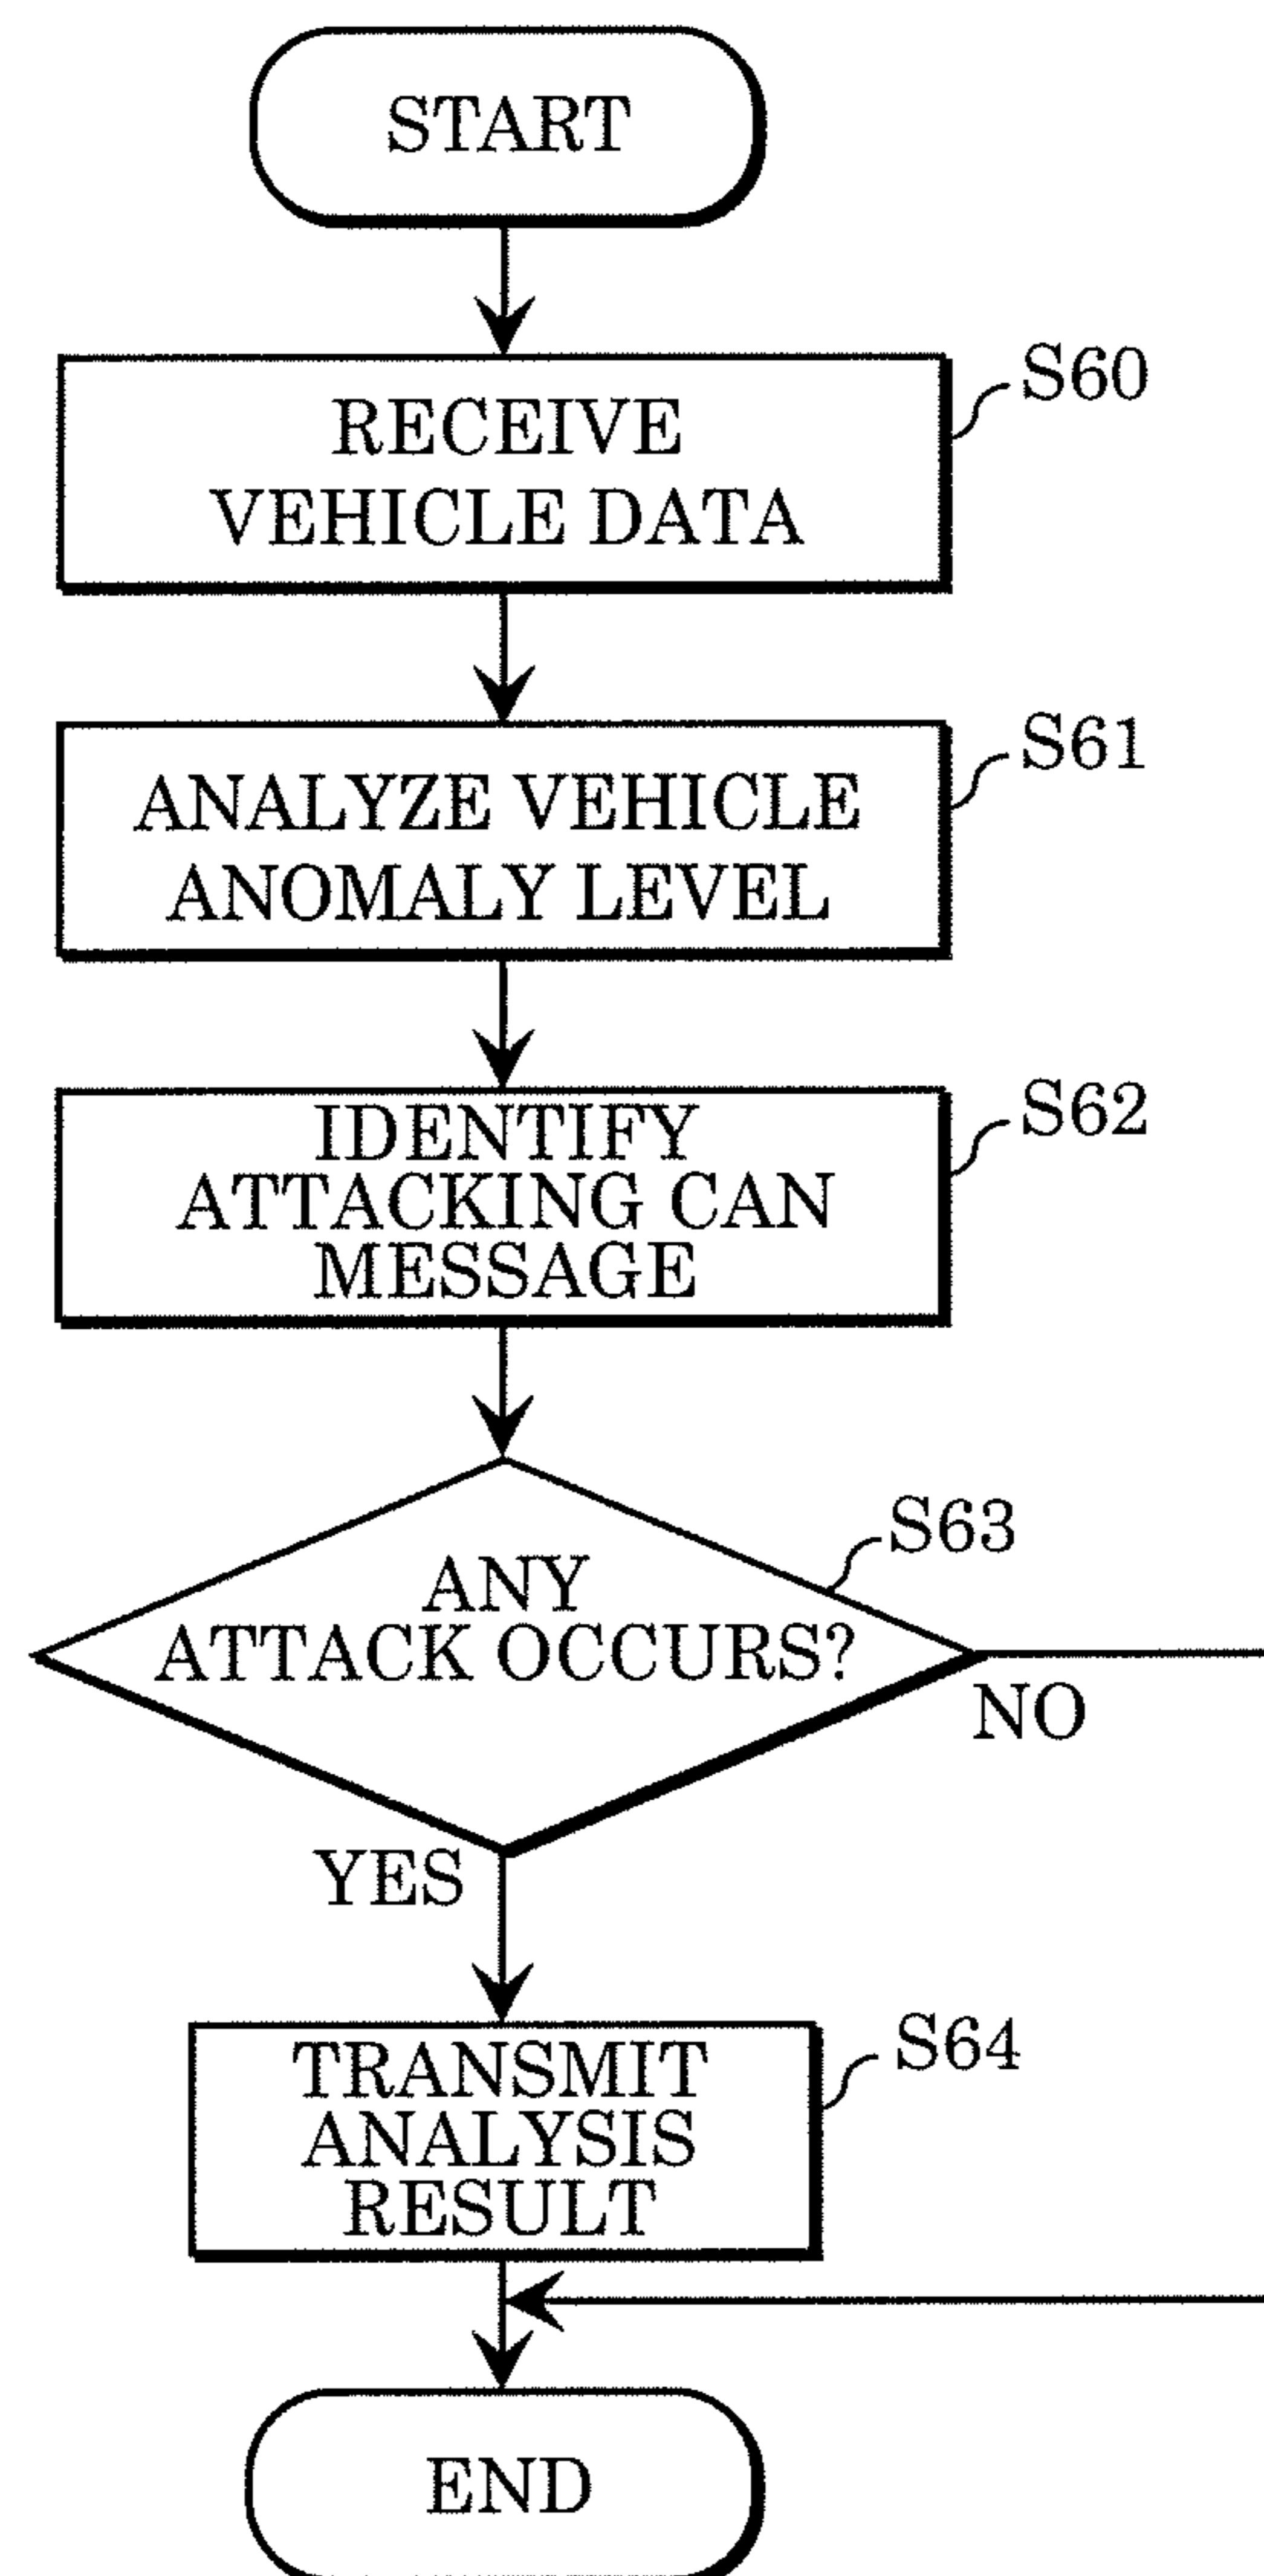 START
S60
RECEIVE
VEHICLE DATA
S61
ANALYZE VEHICLE
ANOMALY LEVEL
S62
IDENTIFY
ATTACKING CAN
MESSAGE
S63
ANY
ATTACK OCCURS?
NO
YES
S64
TRANSMIT
ANALYSIS
RESULT
END